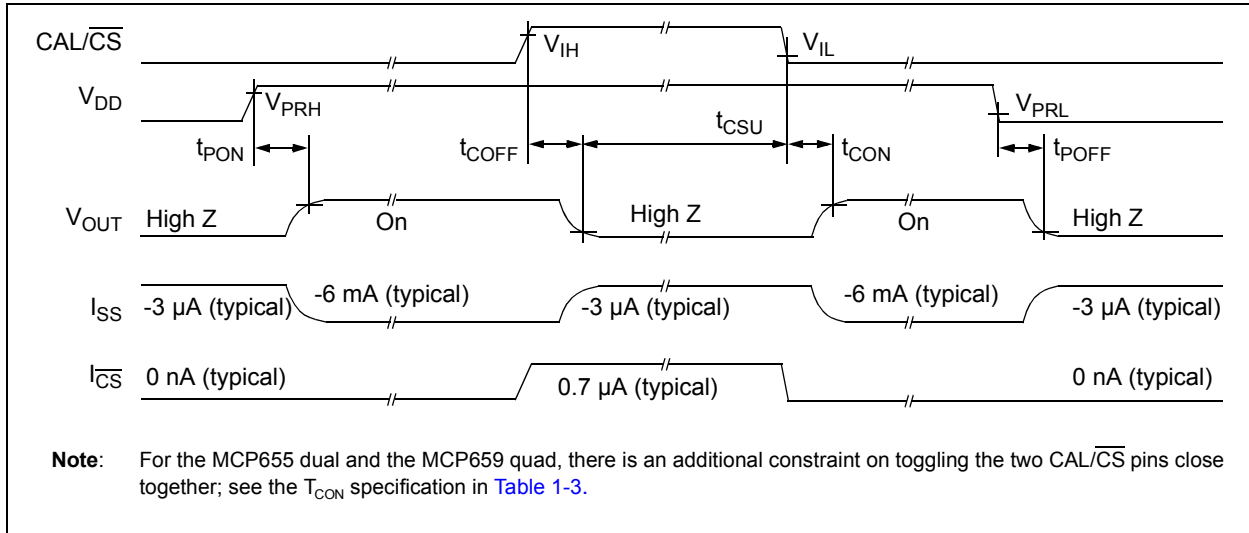 CAL/C̅S̅
V_IH
V_IL
V_DD
V_PRH
V_PRL
t_PON
t_COFF
t_CSU
t_CON
t_POFF
V_OUT
High Z
On
High Z
On
High Z
I_SS
-3 µA (typical)
-6 mA (typical)
-3 µA (typical)
-6 mA (typical)
-3 µA (typical)
I_C̅S̅
0 nA (typical)
0.7 µA (typical)
0 nA (typical)
Note: For the MCP655 dual and the MCP659 quad, there is an additional constraint on toggling the two CAL/C̅S̅ pins close
together; see the T_CON specification in Table 1-3.